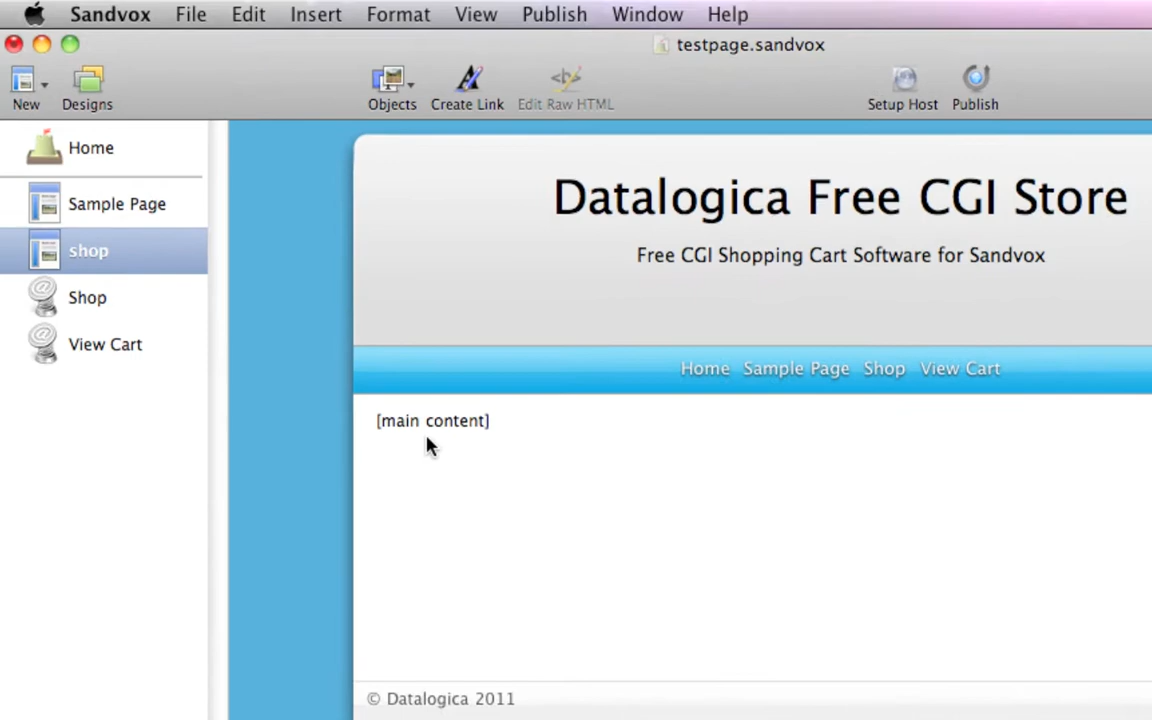 Sandvox File Edit Insert Format View Publish Window Help
testpage.sandvox
New Designs Objects Create Link Edit Raw HTML Setup Host Publish
Home
Sample Page
shop
Shop
View Cart
Datalogica Free CGI Store
Free CGI Shopping Cart Software for Sandvox
Home Sample Page Shop View Cart
[main content]
© Datalogica 2011